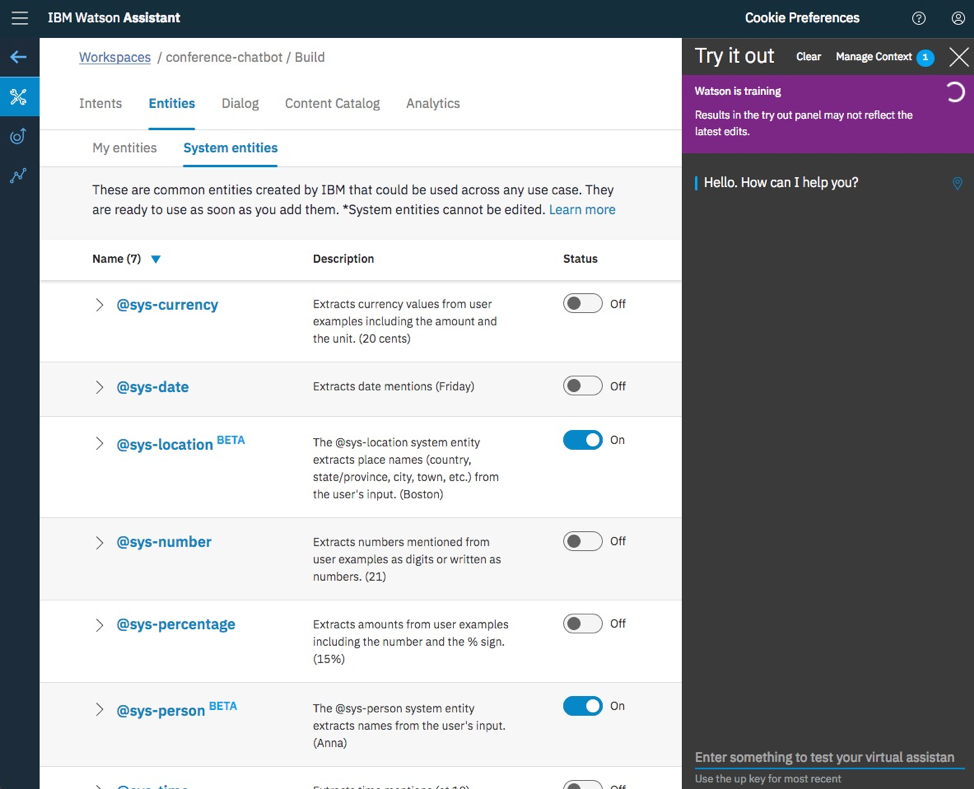 IBM Watson Assistant
Cookie Preferences
Workspaces / conference-chatbot / Build
Intents Entities Dialog Content Catalog Analytics
My entities System entities
These are common entities created by IBM that could be used across any use case. They
are ready to use as soon as you add them. *System entities cannot be edited. Learn more
Name (7) Description Status
@sys-currency
Extracts currency values from user
examples including the amount and
the unit. (20 cents)
Off
@sys-date
Extracts date mentions (Friday)
Off
@sys-location BETA
The @sys-location system entity
extracts place names (country,
state/province, city, town, etc.) from
the user's input. (Boston)
On
@sys-number
Extracts numbers mentioned from
user examples as digits or written as
numbers. (21)
Off
@sys-percentage
Extracts amounts from user examples
including the number and the % sign.
(15%)
Off
@sys-person BETA
The @sys-person system entity
extracts names from the user's input.
(Anna)
On
Try it out Clear Manage Context 1
Watson is training
Results in the try out panel may not reflect the
latest edits.
Hello. How can I help you?
Enter something to test your virtual assistan
Use the up key for most recent